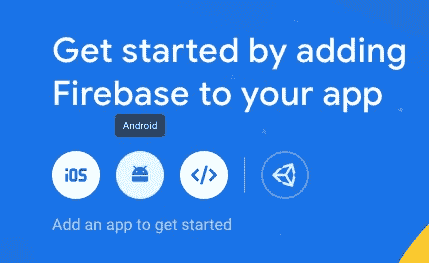 Get started by adding
Firebase to your app
Android
iOS
</>
Add an app to get started